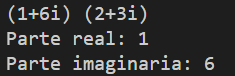 (1+6i) (2+3i)
Parte real: 1
Parte imaginaria: 6